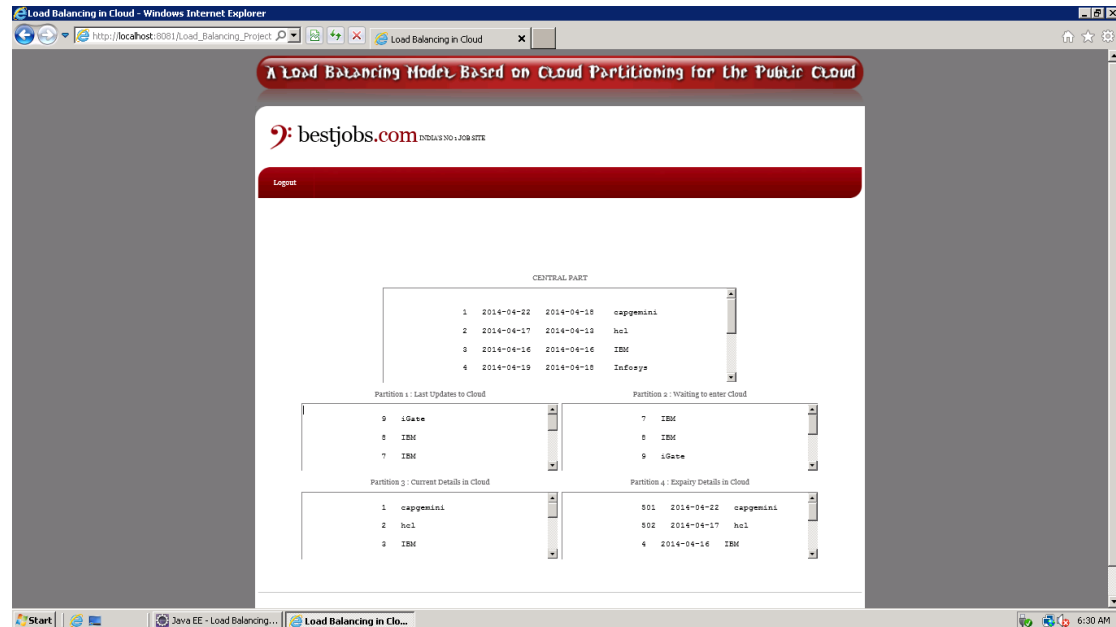 Load Balancing in Cloud - Windows Internet Explorer
http://localhost:8081/Load_Balancing_Project
Load Balancing in Cloud
A Load Balancing Model Based on Cloud Partitioning for the Public Cloud
bestjobs.com INDIA'S NO 1 JOB SITE
Logout
CENTRAL PART
1 2014-04-22 2014-04-18 capgemini
2 2014-04-17 2014-04-13 hcl
3 2014-04-16 2014-04-16 IBM
4 2014-04-19 2014-04-18 Infosys
Partition 1 : Last Updates to Cloud
9 iGate
8 IBM
7 IBM
Partition 2 : Waiting to enter Cloud
7 IBM
8 IBM
9 iGate
Partition 3 : Current Details in Cloud
1 capgemini
2 hcl
3 IBM
Partition 4 : Expairy Details in Cloud
S01 2014-04-22 capgemini
S02 2014-04-17 hcl
4 2014-04-16 IBM
Start
Java EE - Load Balancing...
Load Balancing in Clo...
6:30 AM